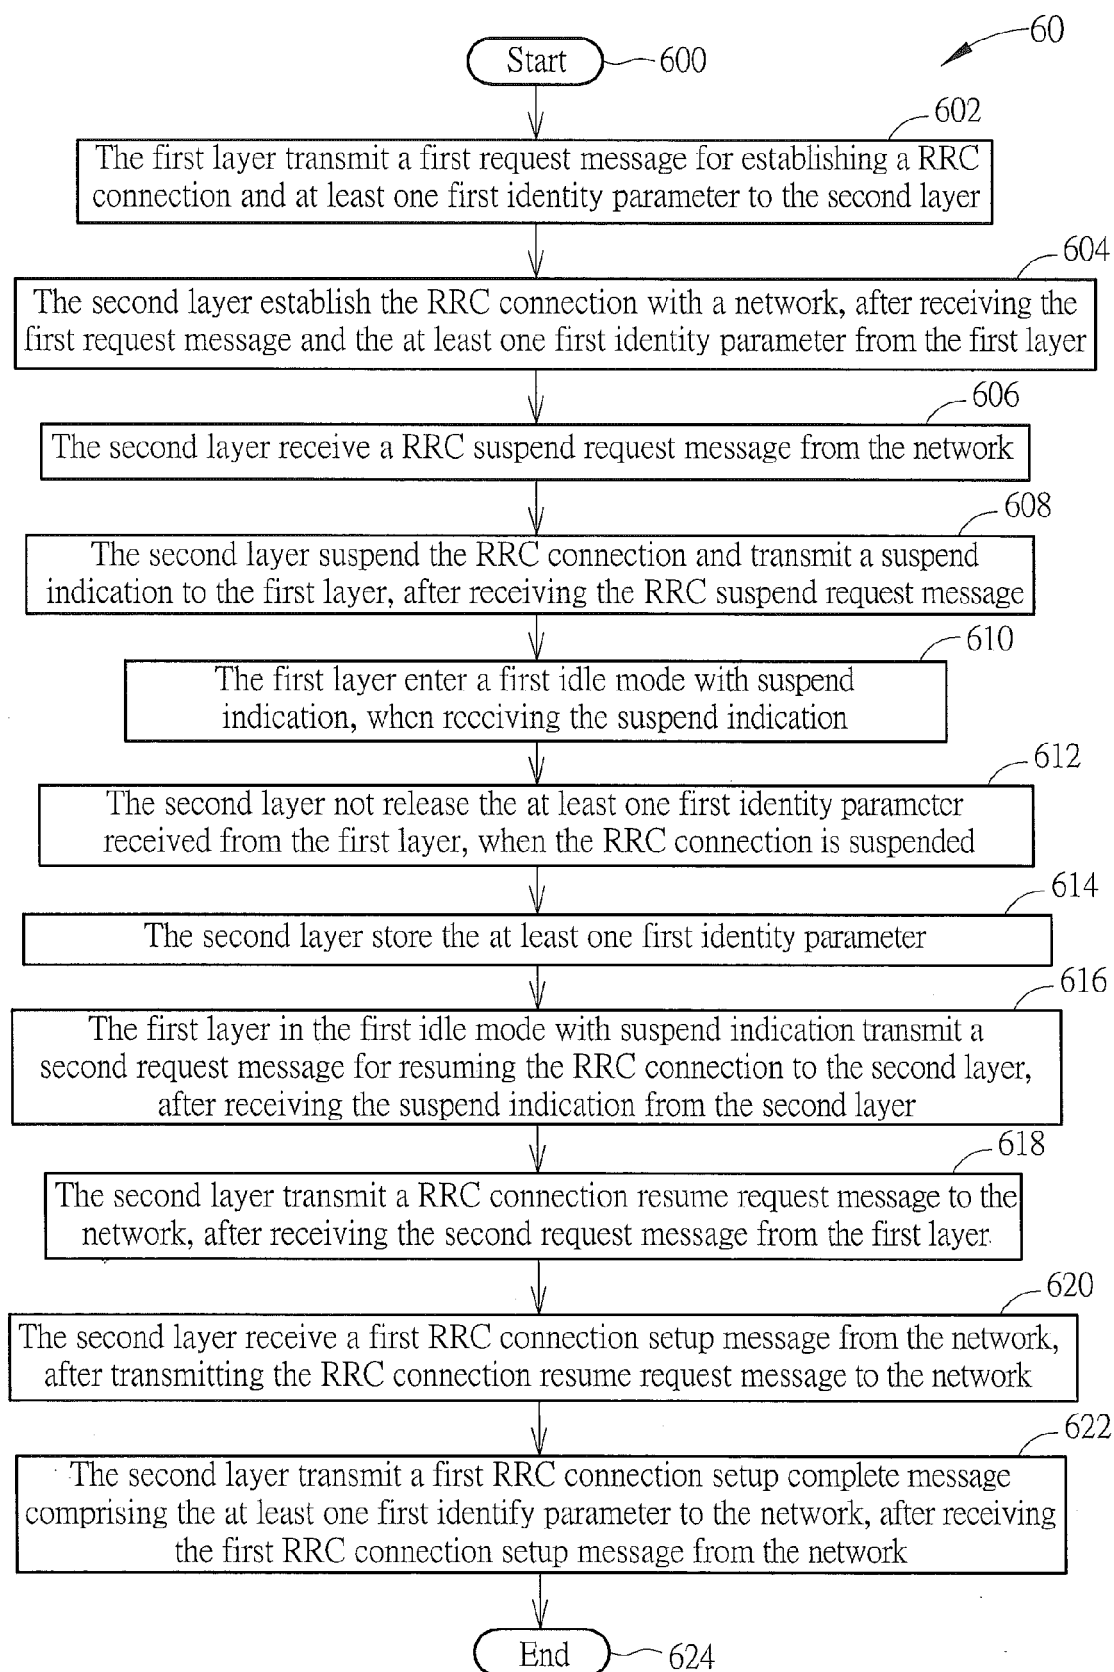 60
Start
600
602
The first layer transmit a first request message for establishing a RRC
connection and at least one first identity parameter to the second layer
604
The second layer establish the RRC connection with a network, after receiving the
first request message and the at least one first identity parameter from the first layer
606
The second layer receive a RRC suspend request message from the network
608
The second layer suspend the RRC connection and transmit a suspend
indication to the first layer, after receiving the RRC suspend request message
610
The first layer enter a first idle mode with suspend
indication, when receiving the suspend indication
612
The second layer not release the at least one first identity parameter
received from the first layer, when the RRC connection is suspended
614
The second layer store the at least one first identity parameter
616
The first layer in the first idle mode with suspend indication transmit a
second request message for resuming the RRC connection to the second layer,
after receiving the suspend indication from the second layer
618
The second layer transmit a RRC connection resume request message to the
network, after receiving the second request message from the first layer.
620
The second layer receive a first RRC connection setup message from the network,
after transmitting the RRC connection resume request message to the network
622
The second layer transmit a first RRC connection setup complete message
comprising the at least one first identify parameter to the network, after receiving
the first RRC connection setup message from the network
End
624